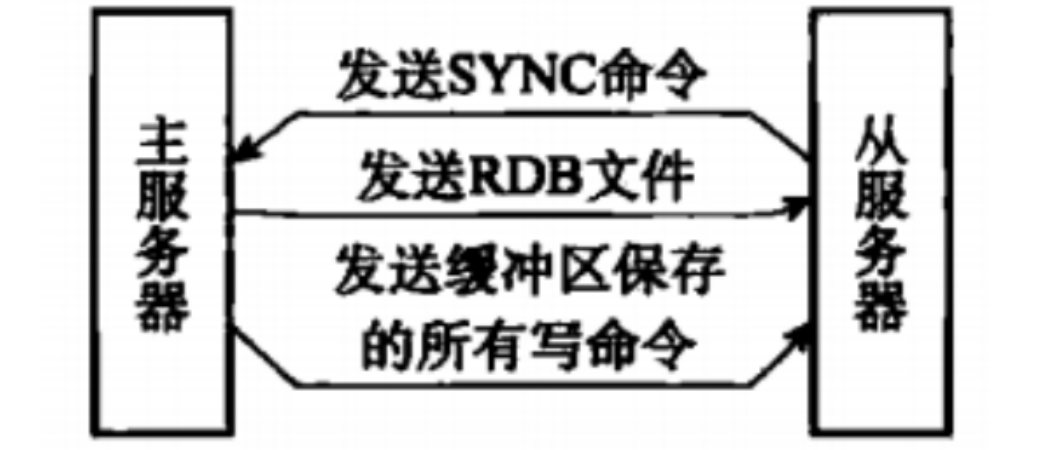 主服务器
发送SYNC命令
发送RDB文件
发送缓冲区保存
的所有写命令
从服务器